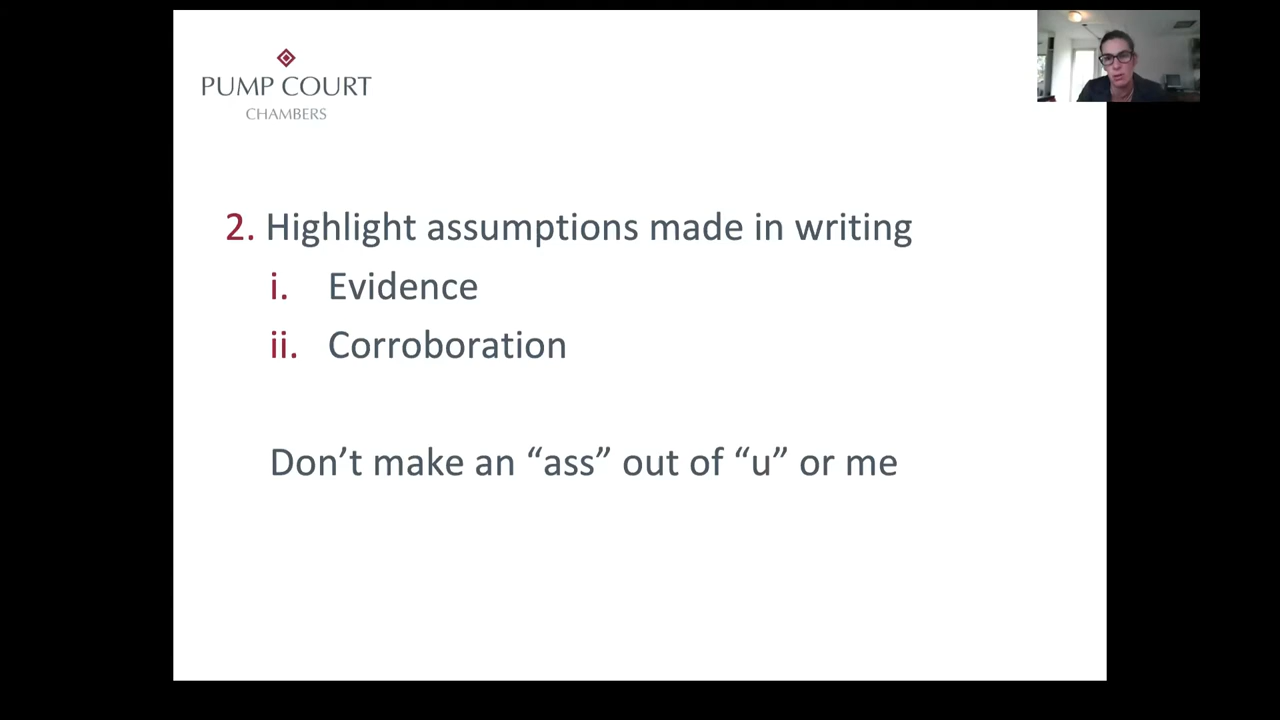 PUMP COURT
CHAMBERS
2. Highlight assumptions made in writing
i. Evidence
ii. Corroboration
Don’t make an “ass” out of “u” or me